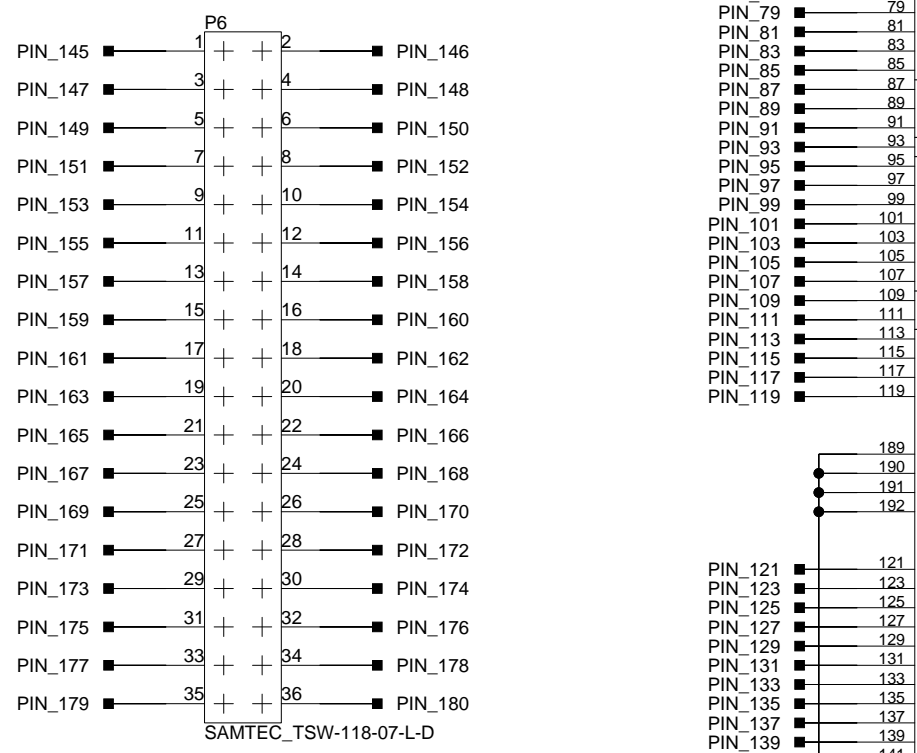 P6
PIN_145 1 2 PIN_146
PIN_147 3 4 PIN_148
PIN_149 5 6 PIN_150
PIN_151 7 8 PIN_152
PIN_153 9 10 PIN_154
PIN_155 11 12 PIN_156
PIN_157 13 14 PIN_158
PIN_159 15 16 PIN_160
PIN_161 17 18 PIN_162
PIN_163 19 20 PIN_164
PIN_165 21 22 PIN_166
PIN_167 23 24 PIN_168
PIN_169 25 26 PIN_170
PIN_171 27 28 PIN_172
PIN_173 29 30 PIN_174
PIN_175 31 32 PIN_176
PIN_177 33 34 PIN_178
PIN_179 35 36 PIN_180
SAMTEC_TSW-118-07-L-D
PIN_79 79
PIN_81 81
PIN_83 83
PIN_85 85
PIN_87 87
PIN_89 89
PIN_91 91
PIN_93 93
PIN_95 95
PIN_97 97
PIN_99 99
PIN_101 101
PIN_103 103
PIN_105 105
PIN_107 107
PIN_109 109
PIN_111 111
PIN_113 113
PIN_115 115
PIN_117 117
PIN_119 119
189
190
191
192
PIN_121 121
PIN_123 123
PIN_125 125
PIN_127 127
PIN_129 129
PIN_131 131
PIN_133 133
PIN_135 135
PIN_137 137
PIN_139 139